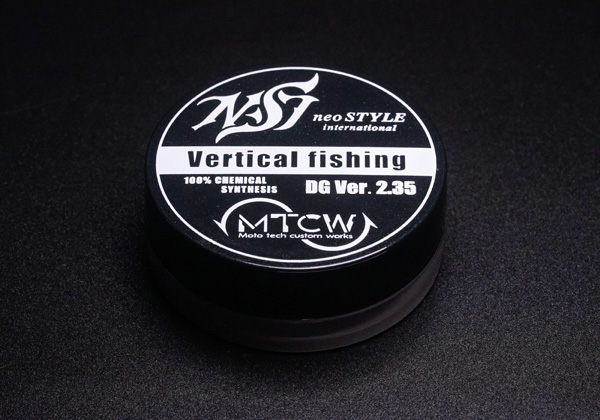 NSI
neo STYLE
international
Vertical fishing
100% CHEMICAL
SYNTHESIS
DG Ver. 2.35
MTCW
Moto tech custom works